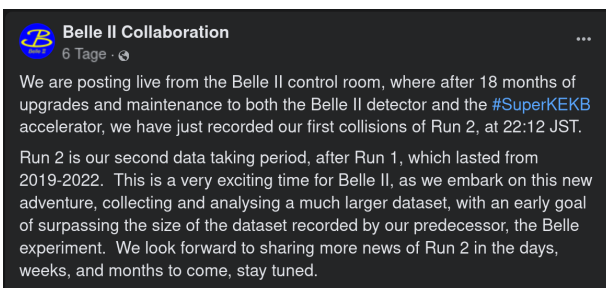 Belle II Collaboration
6 Tage ·
We are posting live from the Belle II control room, where after 18 months of
upgrades and maintenance to both the Belle II detector and the #SuperKEKB
accelerator, we have just recorded our first collisions of Run 2, at 22:12 JST.
Run 2 is our second data taking period, after Run 1, which lasted from
2019-2022.  This is a very exciting time for Belle II, as we embark on this new
adventure, collecting and analysing a much larger dataset, with an early goal
of surpassing the size of the dataset recorded by our predecessor, the Belle
experiment.  We look forward to sharing more news of Run 2 in the days,
weeks, and months to come, stay tuned.